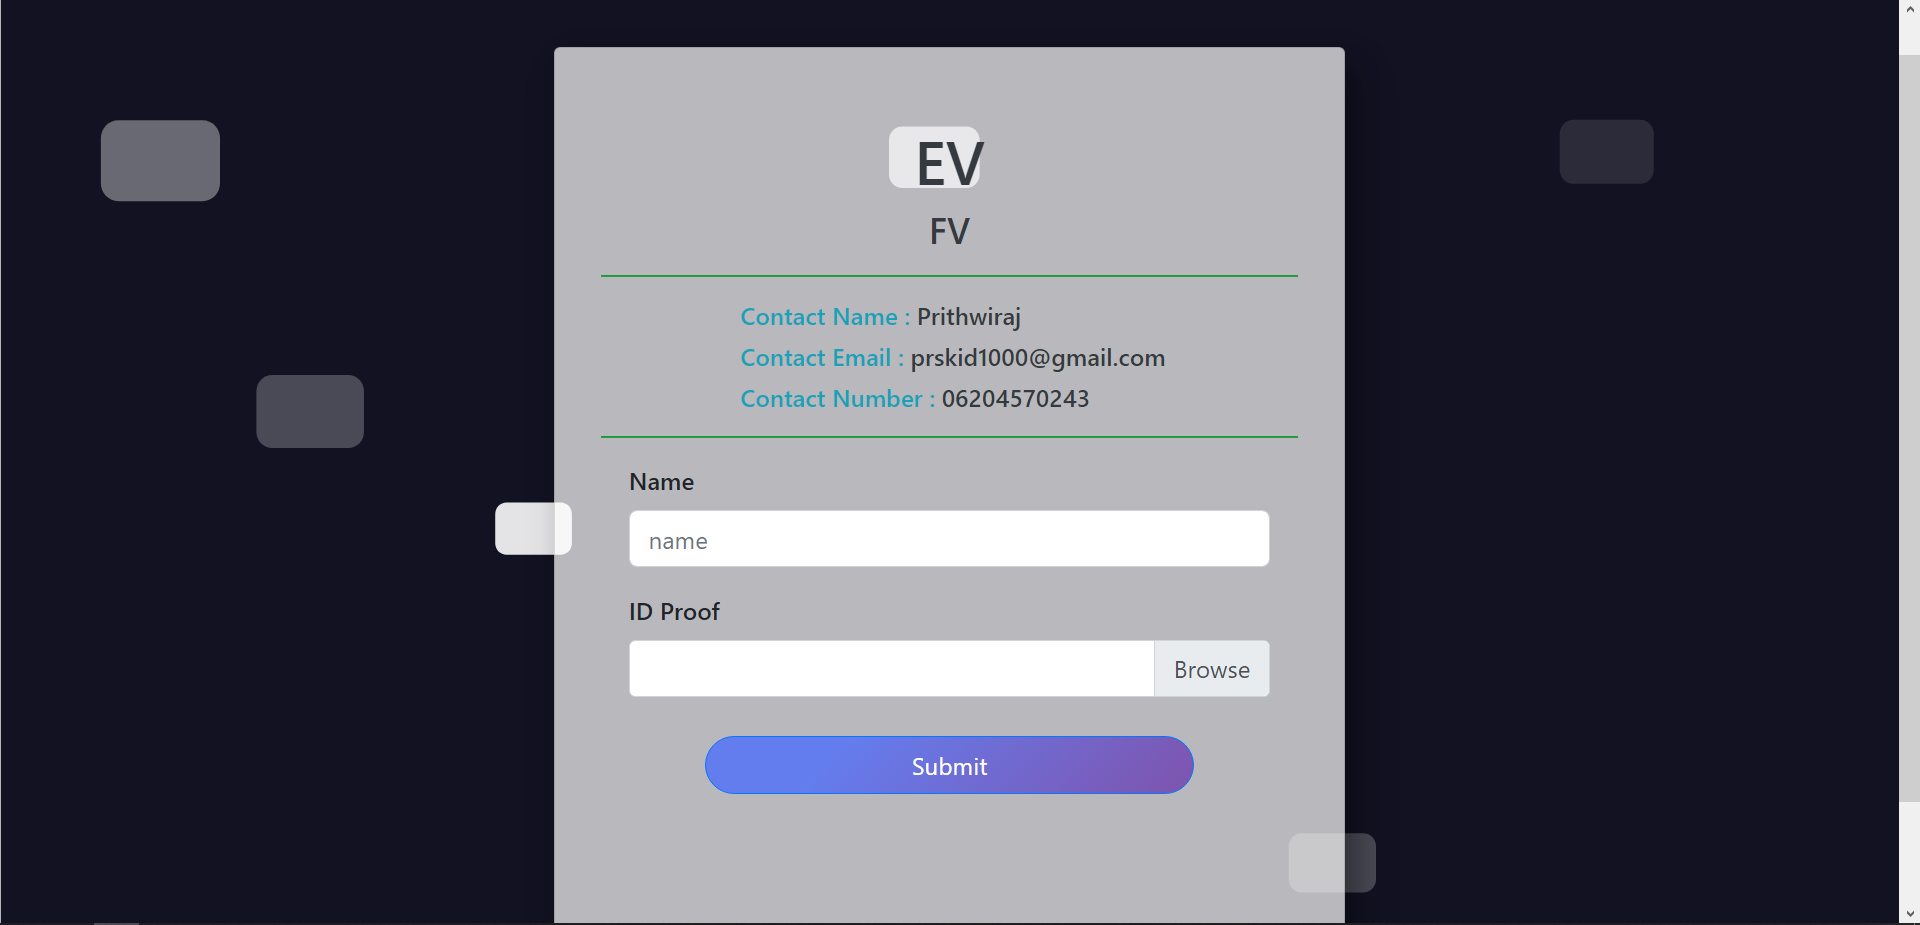 EV
FV
Contact Name : Prithwiraj
Contact Email : prskid1000@gmail.com
Contact Number : 06204570243
Name
name
ID Proof
Browse
Submit